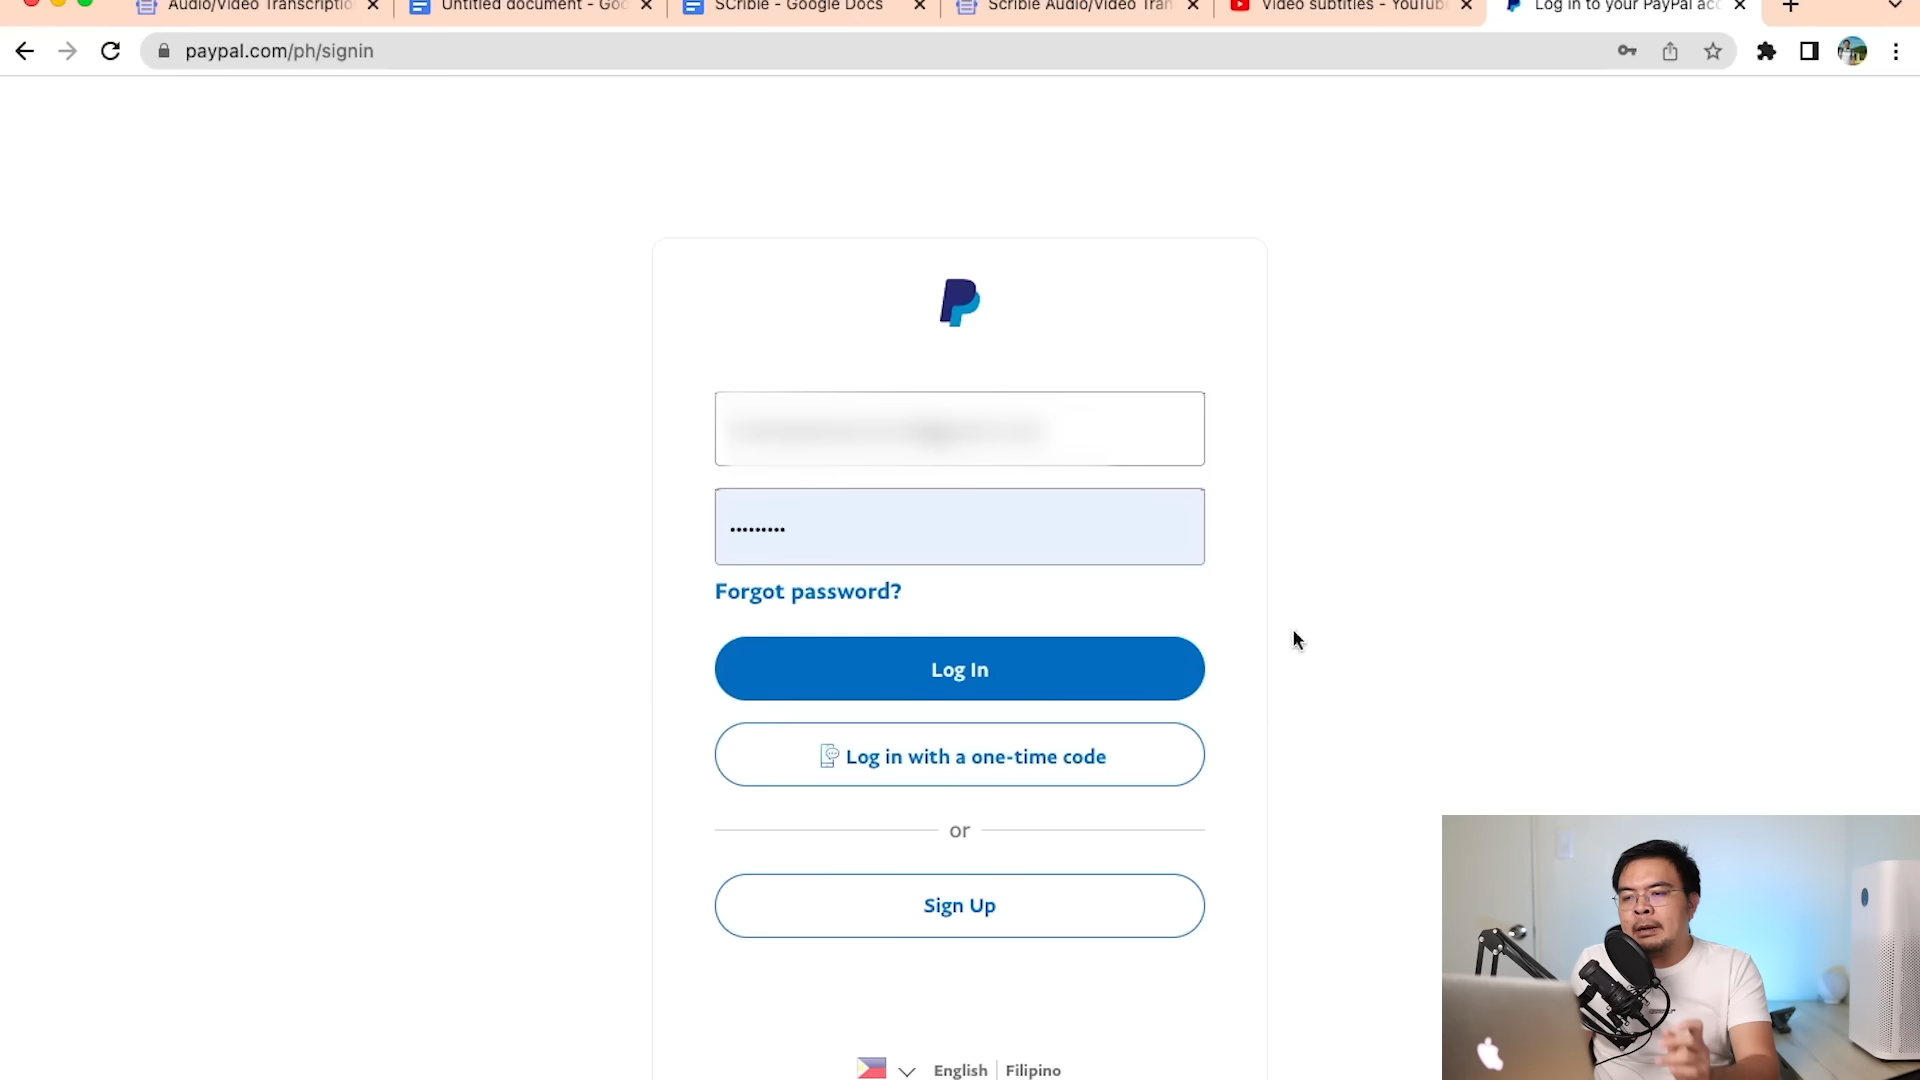 Audio/Video Transcriptio
Untitled document - Goo
SCrible - Google Docs
Scrible Audio/Video Tran
Video subtitles - YouTub
Log in to your PayPal acc
paypal.com/ph/signin
•••••••••
Forgot password?
Log In
Log in with a one-time code
or
Sign Up
English | Filipino